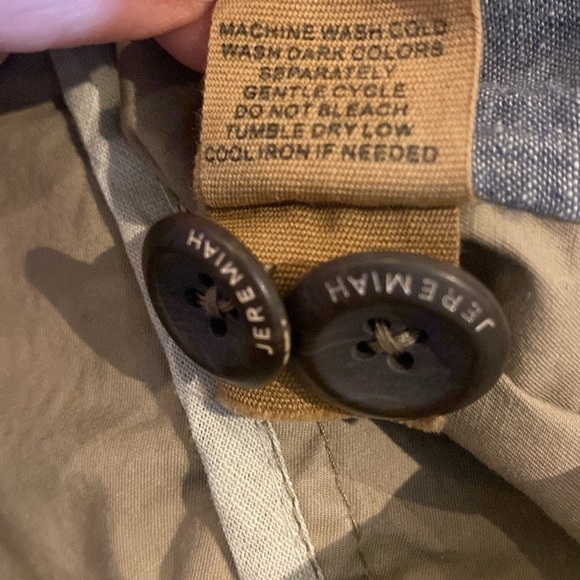 MACHINE WASH COLD
WASH DARK COLORS
SEPARATELY
GENTLE CYCLE
DO NOT BLEACH
TUMBLE DRY LOW
COOL IRON IF NEEDED
JEREMIAH
JEREMIAH